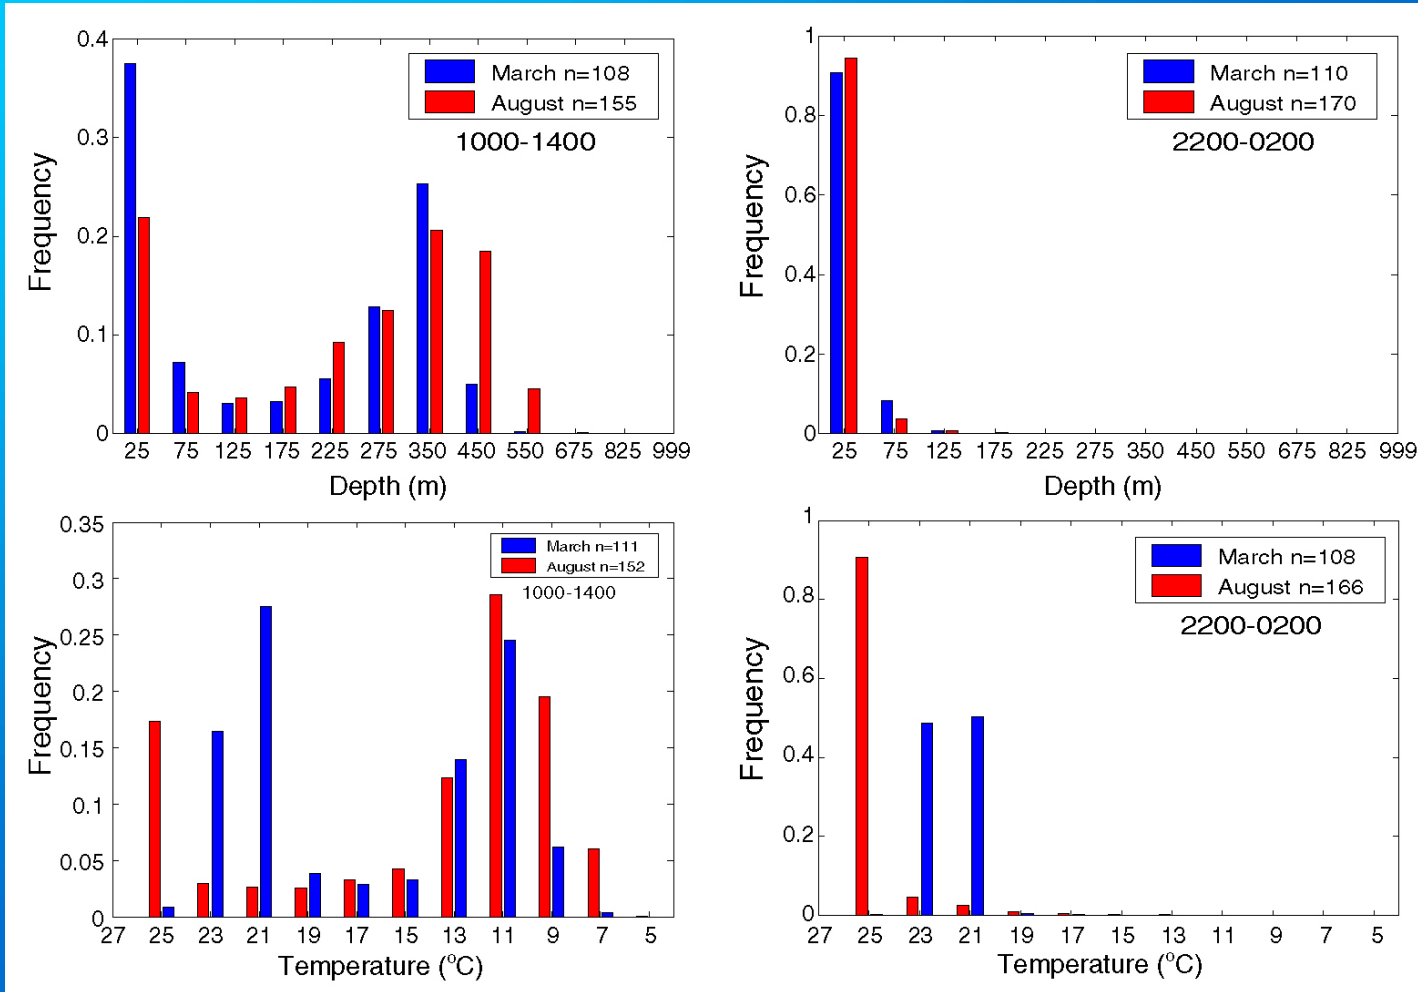 0.4
0.3
0.2
0.1
0
Frequency
March n=108
August n=155
1000-1400
25 75 125 175 225 275 350 450 550 675 825 999
Depth (m)
1
0.8
0.6
0.4
0.2
0
Frequency
March n=110
August n=170
2200-0200
25 75 125 175 225 275 350 450 550 675 825 999
Depth (m)
0.35
0.3
0.25
0.2
0.15
0.1
0.05
0
Frequency
March n=111
August n=152
1000-1400
27 25 23 21 19 17 15 13 11 9 7 5
Temperature (°C)
1
0.8
0.6
0.4
0.2
0
Frequency
March n=108
August n=166
2200-0200
27 25 23 21 19 17 15 13 11 9 7 5
Temperature (°C)